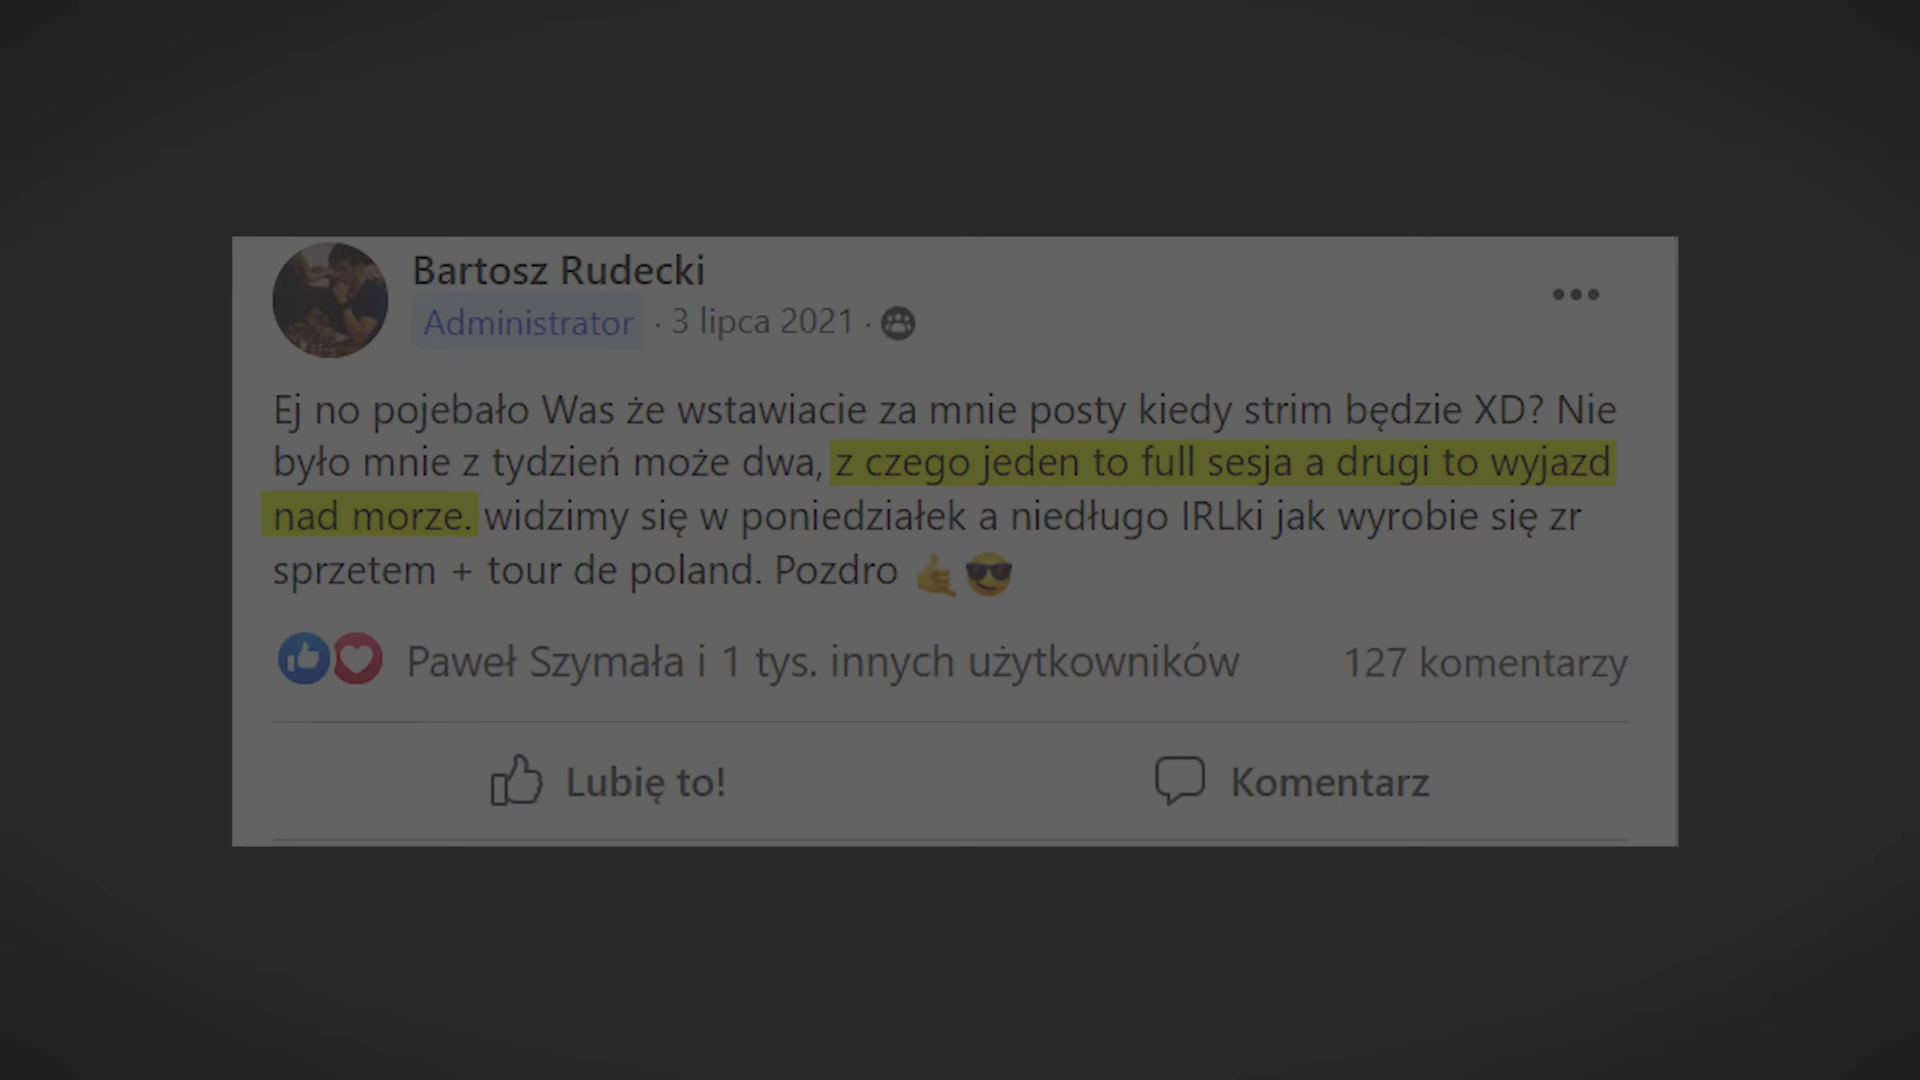 Bartosz Rudecki
Administrator · 3 lipca 2021 ·
Ej no pojebało Was że wstawiacie za mnie posty kiedy strim będzie XD? Nie
było mnie z tydzień może dwa, z czego jeden to full sesja a drugi to wyjazd
nad morze. widzimy się w poniedziałek a niedługo IRLki jak wyrobie się zr
sprzetem + tour de poland. Pozdro 🤙😎
Paweł Szymała i 1 tys. innych użytkowników 127 komentarzy
Lubię to! Komentarz